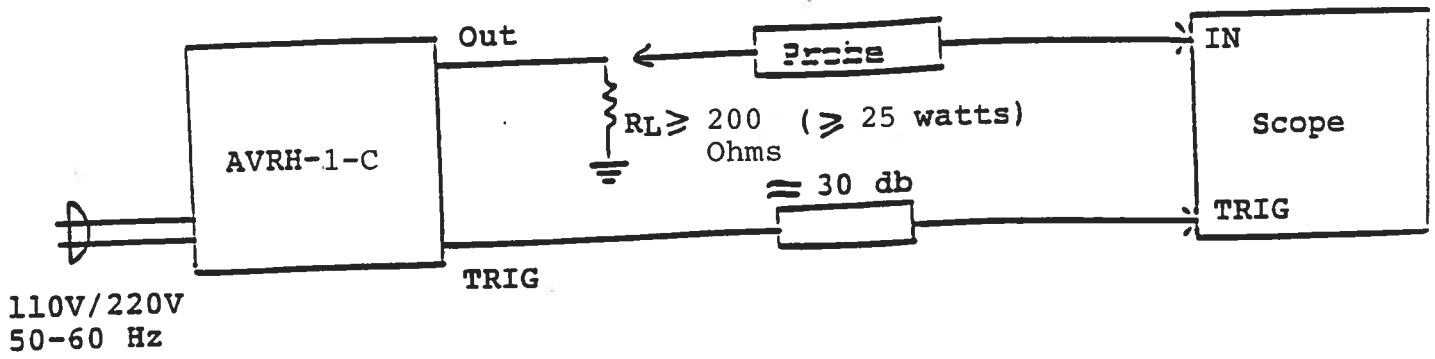 Out
Probe
IN
RL ≥ 200 (≥ 25 watts)
Ohms
Scope
AVRH-1-C
≈ 30 db
TRIG
TRIG
110V/220V
50-60 Hz